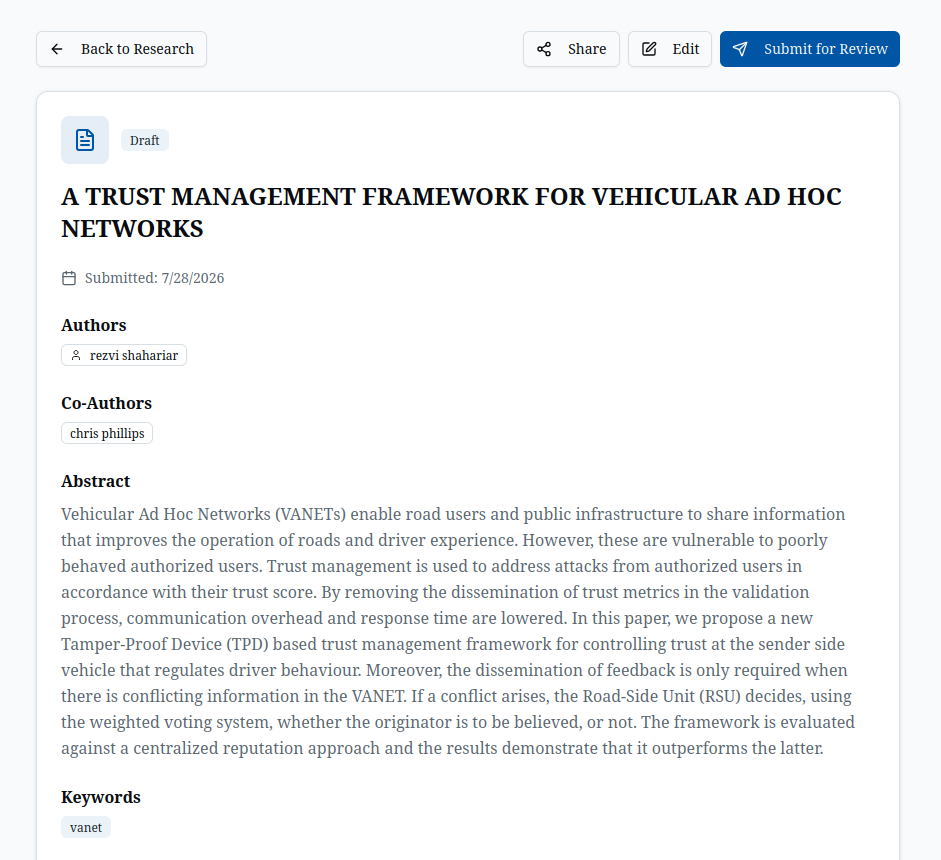 Back to Research
Share
Edit
Submit for Review
Draft
A TRUST MANAGEMENT FRAMEWORK FOR VEHICULAR AD HOC
NETWORKS
Submitted: 7/28/2026
Authors
rezvi shahariar
Co-Authors
chris phillips
Abstract
Vehicular Ad Hoc Networks (VANETs) enable road users and public infrastructure to share information
that improves the operation of roads and driver experience. However, these are vulnerable to poorly
behaved authorized users. Trust management is used to address attacks from authorized users in
accordance with their trust score. By removing the dissemination of trust metrics in the validation
process, communication overhead and response time are lowered. In this paper, we propose a new
Tamper-Proof Device (TPD) based trust management framework for controlling trust at the sender side
vehicle that regulates driver behaviour. Moreover, the dissemination of feedback is only required when
there is conflicting information in the VANET. If a conflict arises, the Road-Side Unit (RSU) decides, using
the weighted voting system, whether the originator is to be believed, or not. The framework is evaluated
against a centralized reputation approach and the results demonstrate that it outperforms the latter.
Keywords
vanet